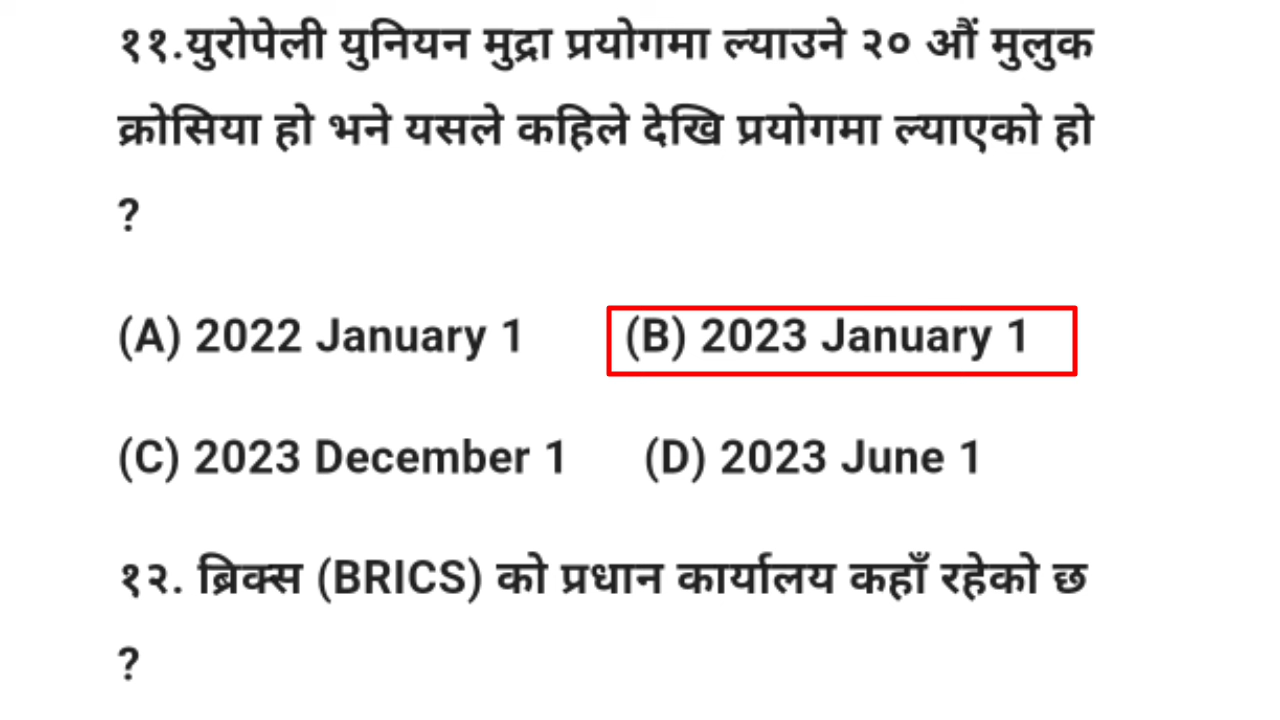 ११.युरोपेली युनियन मुद्रा प्रयोगमा ल्याउने २० औं मुलुक
क्रोसिया हो भने यसले कहिले देखि प्रयोगमा ल्याएको हो
?
(A) 2022 January 1 (B) 2023 January 1
(C) 2023 December 1 (D) 2023 June 1
१२. ब्रिक्स (BRICS) को प्रधान कार्यालय कहाँ रहेको छ
?